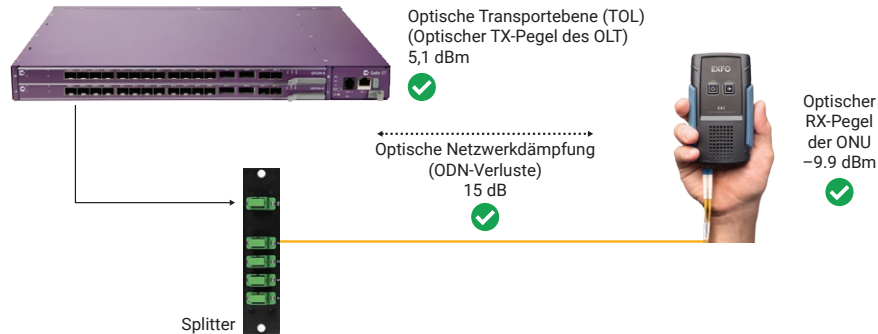 Optische Transportebene (TOL)
(Optischer TX-Pegel des OLT)
5,1 dBm
EXFO
Optischer
RX-Pegel
der ONU
–9.9 dBm
Optische Netzwerkdämpfung
(ODN-Verluste)
15 dB
Splitter